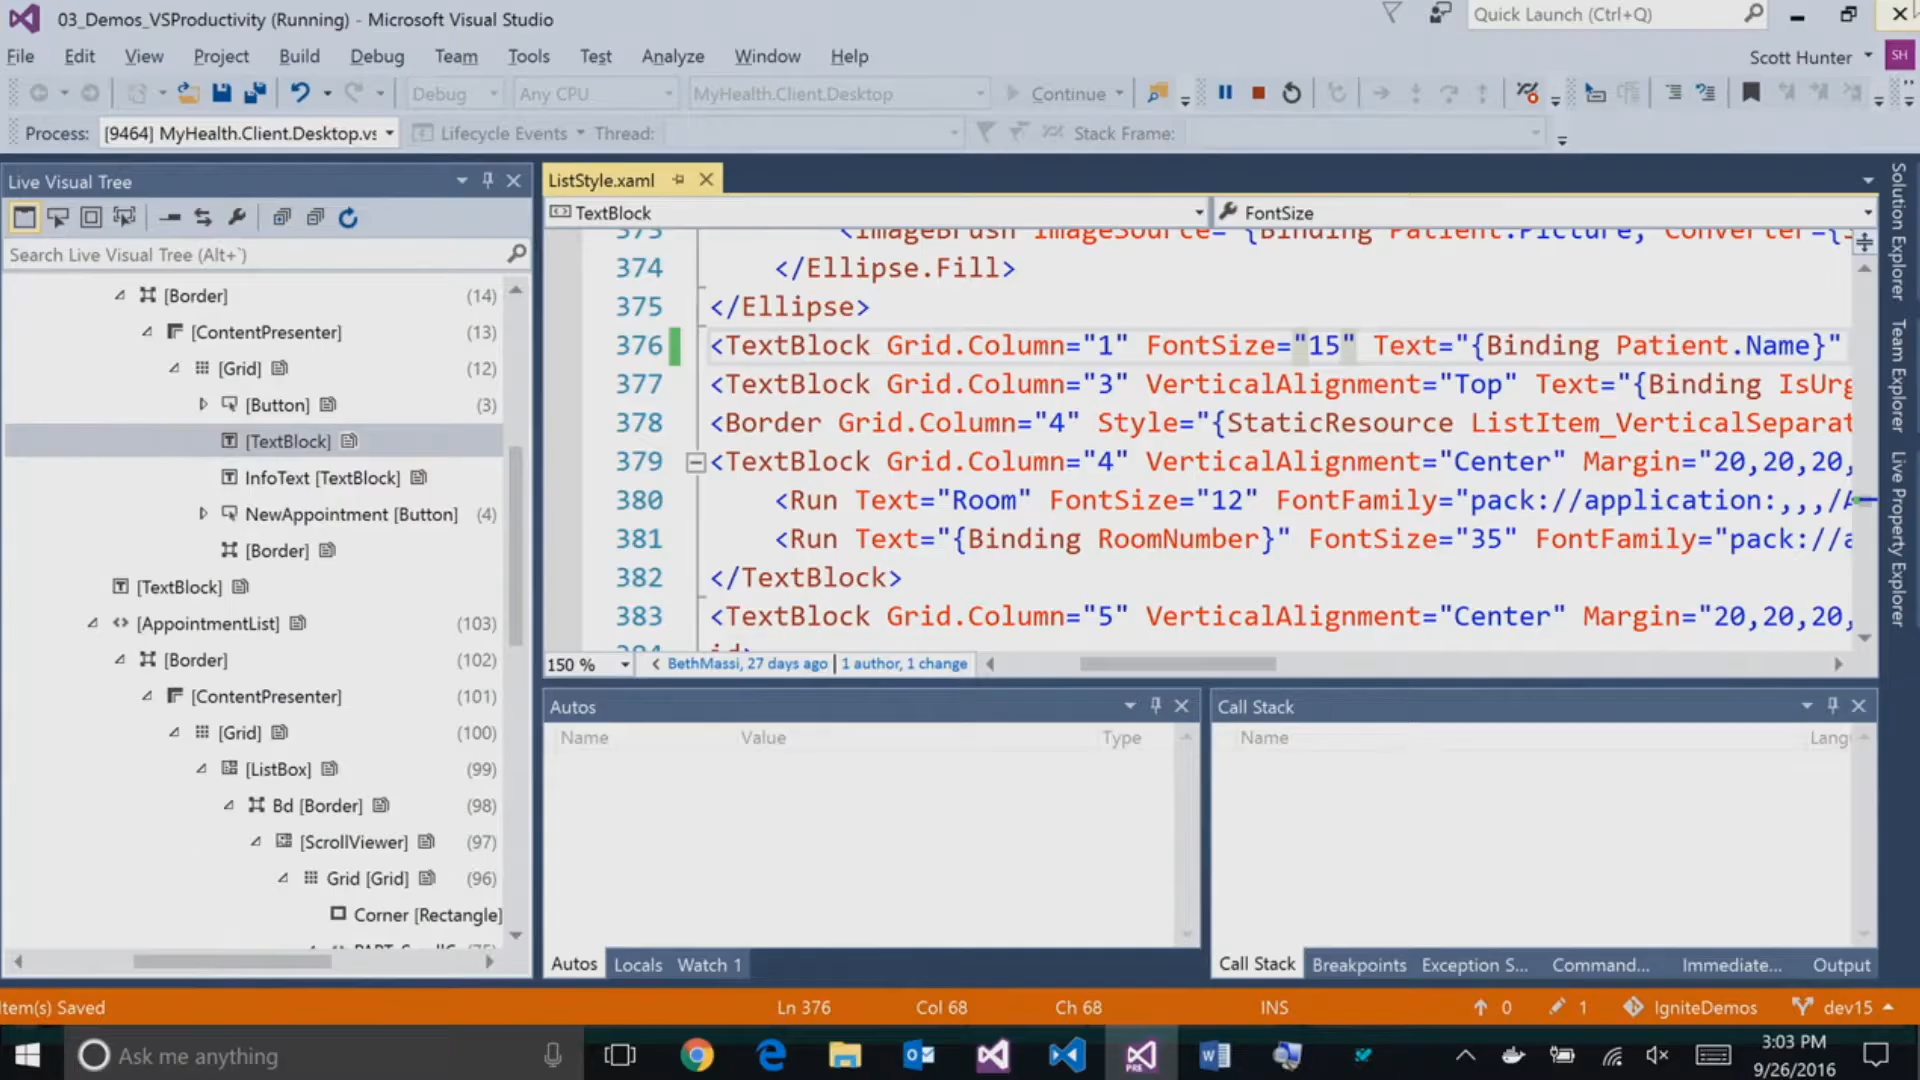 03_Demos_VSProductivity (Running) - Microsoft Visual Studio
Quick Launch (Ctrl+Q)
File Edit View Project Build Debug Team Tools Test Analyze Window Help
Scott Hunter SH
Debug Any CPU MyHealth.Client.Desktop Continue
Process: [9464] MyHealth.Client.Desktop.vs Lifecycle Events Thread: Stack Frame:
Live Visual Tree
Search Live Visual Tree (Alt+`)
[Border] (14)
[ContentPresenter] (13)
[Grid] (12)
[Button] (3)
[TextBlock]
InfoText [TextBlock]
NewAppointment [Button] (4)
[Border]
[TextBlock]
[AppointmentList] (103)
[Border] (102)
[ContentPresenter] (101)
[Grid] (100)
[ListBox] (99)
Bd [Border] (98)
[ScrollViewer] (97)
Grid [Grid] (96)
Corner [Rectangle]
ListStyle.xaml
TextBlock
FontSize
373 <ImageBrush ImageSource="{Binding Patient.Picture, Converter={
374 </Ellipse.Fill>
375 </Ellipse>
376 <TextBlock Grid.Column="1" FontSize="15" Text="{Binding Patient.Name}"
377 <TextBlock Grid.Column="3" VerticalAlignment="Top" Text="{Binding IsUrg
378 <Border Grid.Column="4" Style="{StaticResource ListItem_VerticalSeparat
379 <TextBlock Grid.Column="4" VerticalAlignment="Center" Margin="20,20,20,
380 <Run Text="Room" FontSize="12" FontFamily="pack://application:,,,/
381 <Run Text="{Binding RoomNumber}" FontSize="35" FontFamily="pack://a
382 </TextBlock>
383 <TextBlock Grid.Column="5" VerticalAlignment="Center" Margin="20,20,20,
150 % BethMassi, 27 days ago | 1 author, 1 change
Autos
Name Value Type
Autos Locals Watch 1
Call Stack
Name Lang
Call Stack Breakpoints Exception S... Command... Immediate... Output
Solution Explorer
Team Explorer
Live Property Explorer
Item(s) Saved Ln 376 Col 68 Ch 68 INS 0 1 IgniteDemos dev15
Ask me anything
PRE
3:03 PM
9/26/2016